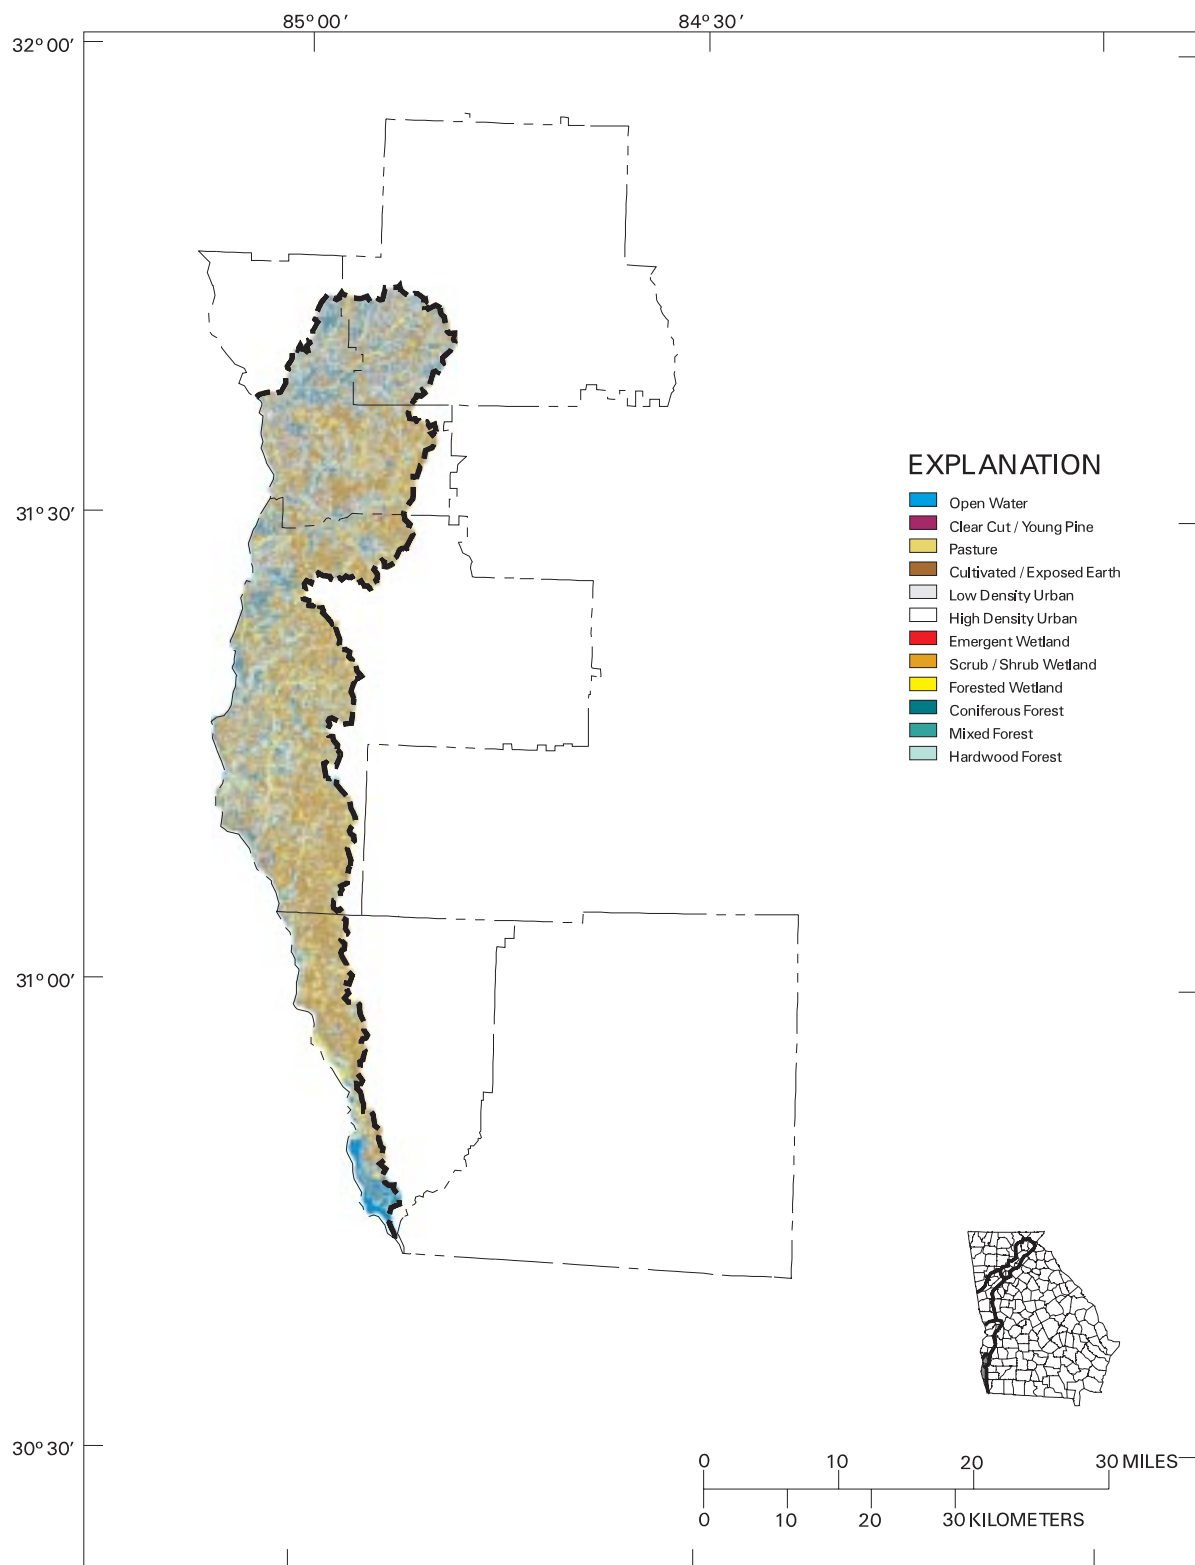 85° 00′ 84° 30′
32° 00′
31° 30′
31° 00′
30° 30′
EXPLANATION
Open Water
Clear Cut / Young Pine
Pasture
Cultivated / Exposed Earth
Low Density Urban
High Density Urban
Emergent Wetland
Scrub / Shrub Wetland
Forested Wetland
Coniferous Forest
Mixed Forest
Hardwood Forest
0 10 20 30 MILES
0 10 20 30 KILOMETERS